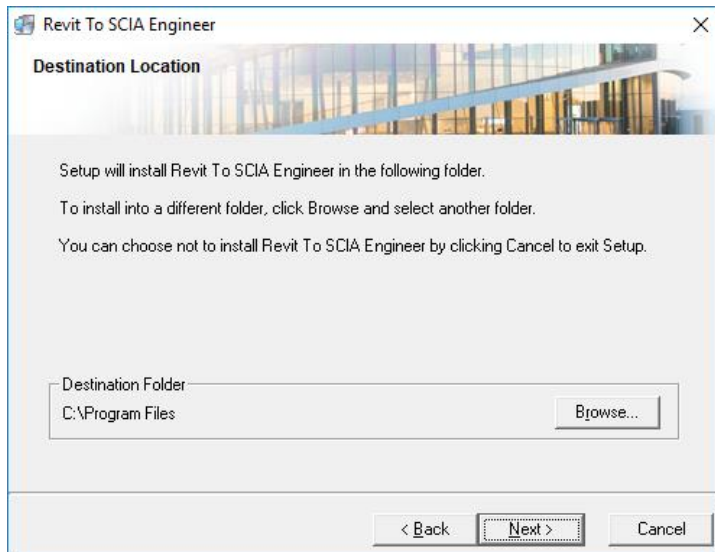 Revit To SCIA Engineer
Destination Location
Setup will install Revit To SCIA Engineer in the following folder.
To install into a different folder, click Browse and select another folder.
You can choose not to install Revit To SCIA Engineer by clicking Cancel to exit Setup.
Destination Folder
C:\Program Files
Browse...
< Back
Next >
Cancel